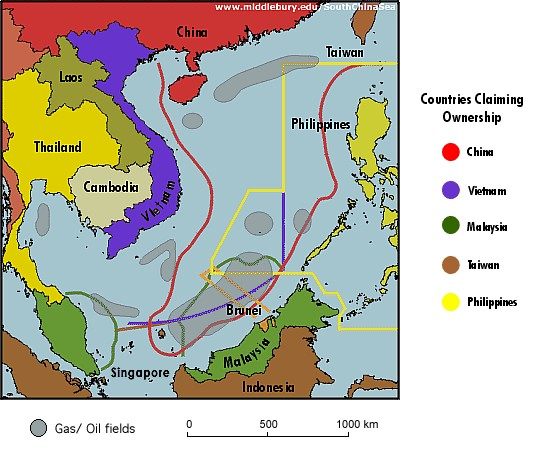 www.middlebury.edu/SouthChinaSea
China
Taiwan
Laos
Countries Claiming
Ownership
Philippines
Thailand
China
Cambodia
Vietnam
Vietnam
Malaysia
Taiwan
Philippines
Brunei
Malaysia
Singapore
Indonesia
Gas/ Oil fields
0 500 1000 km